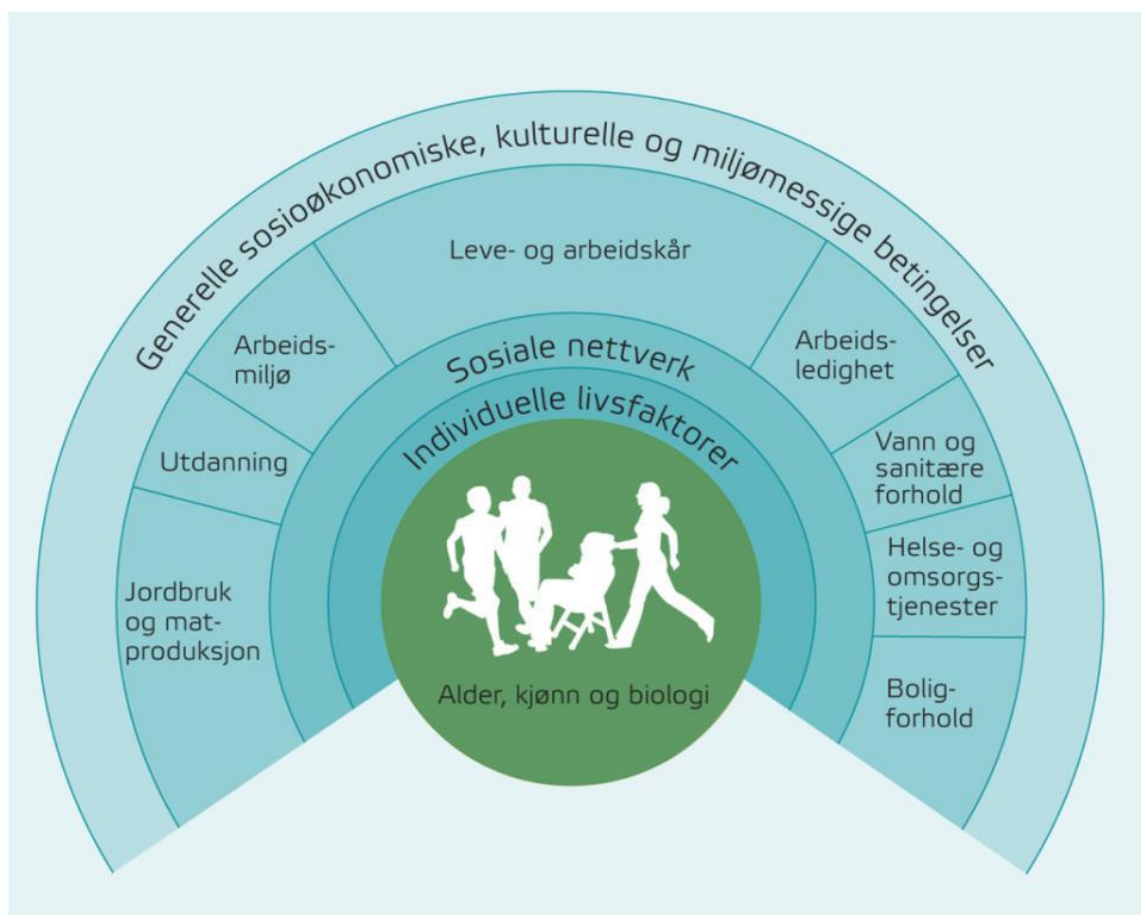 Generelle sosioøkonomiske, kulturelle og miljømessige betingelser
Leve- og arbeidskår
Arbeids-
miljø
Utdanning
Jordbruk
og mat-
produksjon
Arbeids-
ledighet
Vann og
sanitære
forhold
Helse- og
omsorgs-
tjenester
Bolig-
forhold
Sosiale nettverk
Individuelle livsfaktorer
Alder, kjønn og biologi